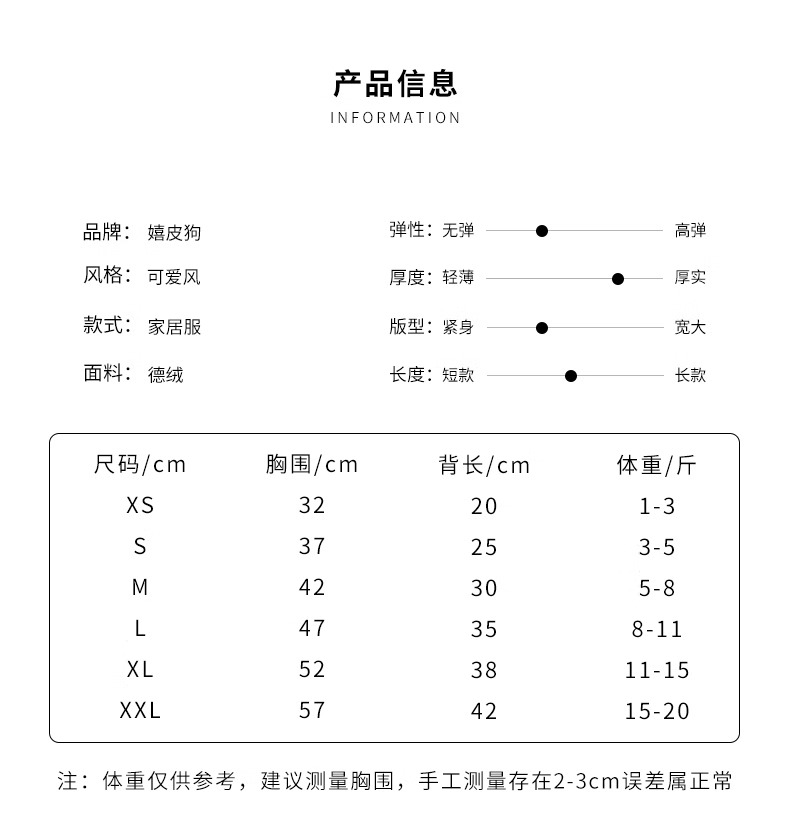 产品信息
INFORMATION
品牌： 嬉皮狗
弹性：无弹 高弹
风格： 可爱风
厚度：轻薄 厚实
款式： 家居服
版型：紧身 宽大
面料： 德绒
长度：短款 长款
尺码/cm 胸围/cm 背长/cm 体重/斤
XS 32 20 1-3
S 37 25 3-5
M 42 30 5-8
L 47 35 8-11
XL 52 38 11-15
XXL 57 42 15-20
注：体重仅供参考，建议测量胸围，手工测量存在2-3cm误差属正常